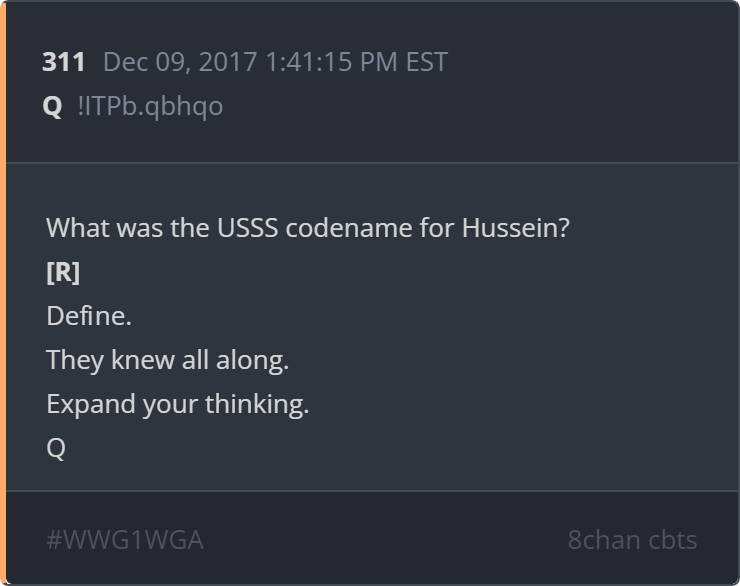 311 Dec 09, 2017 1:41:15 PM EST
Q !ITPb.qbhqo
What was the USSS codename for Hussein?
[R]
Define.
They knew all along.
Expand your thinking.
Q
#WWG1WGA 8chan cbts